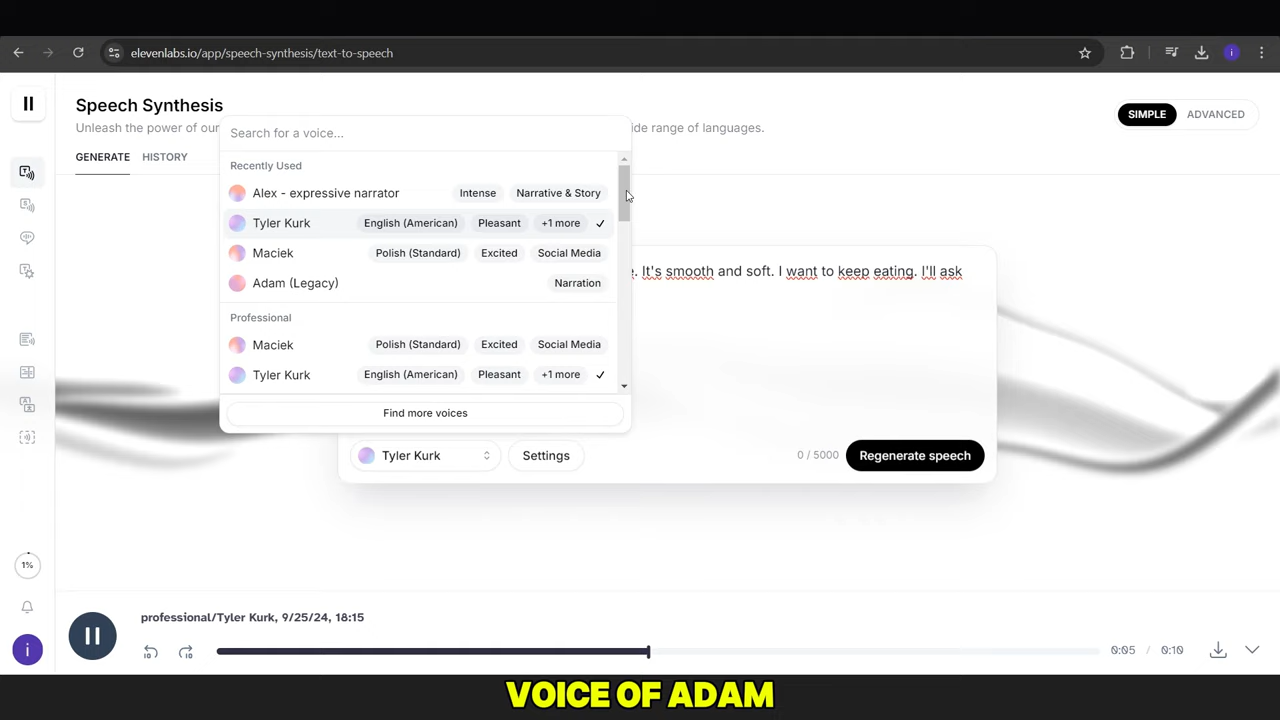 elevenlabs.io/app/speech-synthesis/text-to-speech
i
Speech Synthesis
Unleash the power of our
ide range of languages.
SIMPLE
ADVANCED
GENERATE
HISTORY
Search for a voice...
Recently Used
Alex - expressive narrator Intense Narrative & Story
Tyler Kurk English (American) Pleasant +1 more
Maciek Polish (Standard) Excited Social Media
Adam (Legacy) Narration
Professional
Maciek Polish (Standard) Excited Social Media
Tyler Kurk English (American) Pleasant +1 more
Find more voices
e. It's smooth and soft. I want to keep eating. I'll ask
Tyler Kurk
Settings
0 / 5000
Regenerate speech
1%
i
professional/Tyler Kurk, 9/25/24, 18:15
10
10
0:05 / 0:10
VOICE OF ADAM